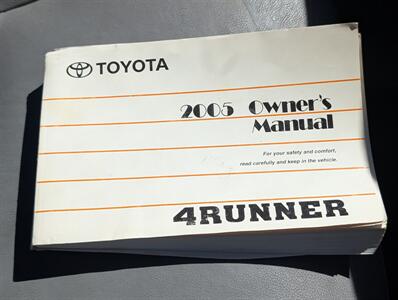 TOYOTA
2005 Owner's
Manual
For your safety and comfort,
read carefully and keep in the vehicle.
4RUNNER